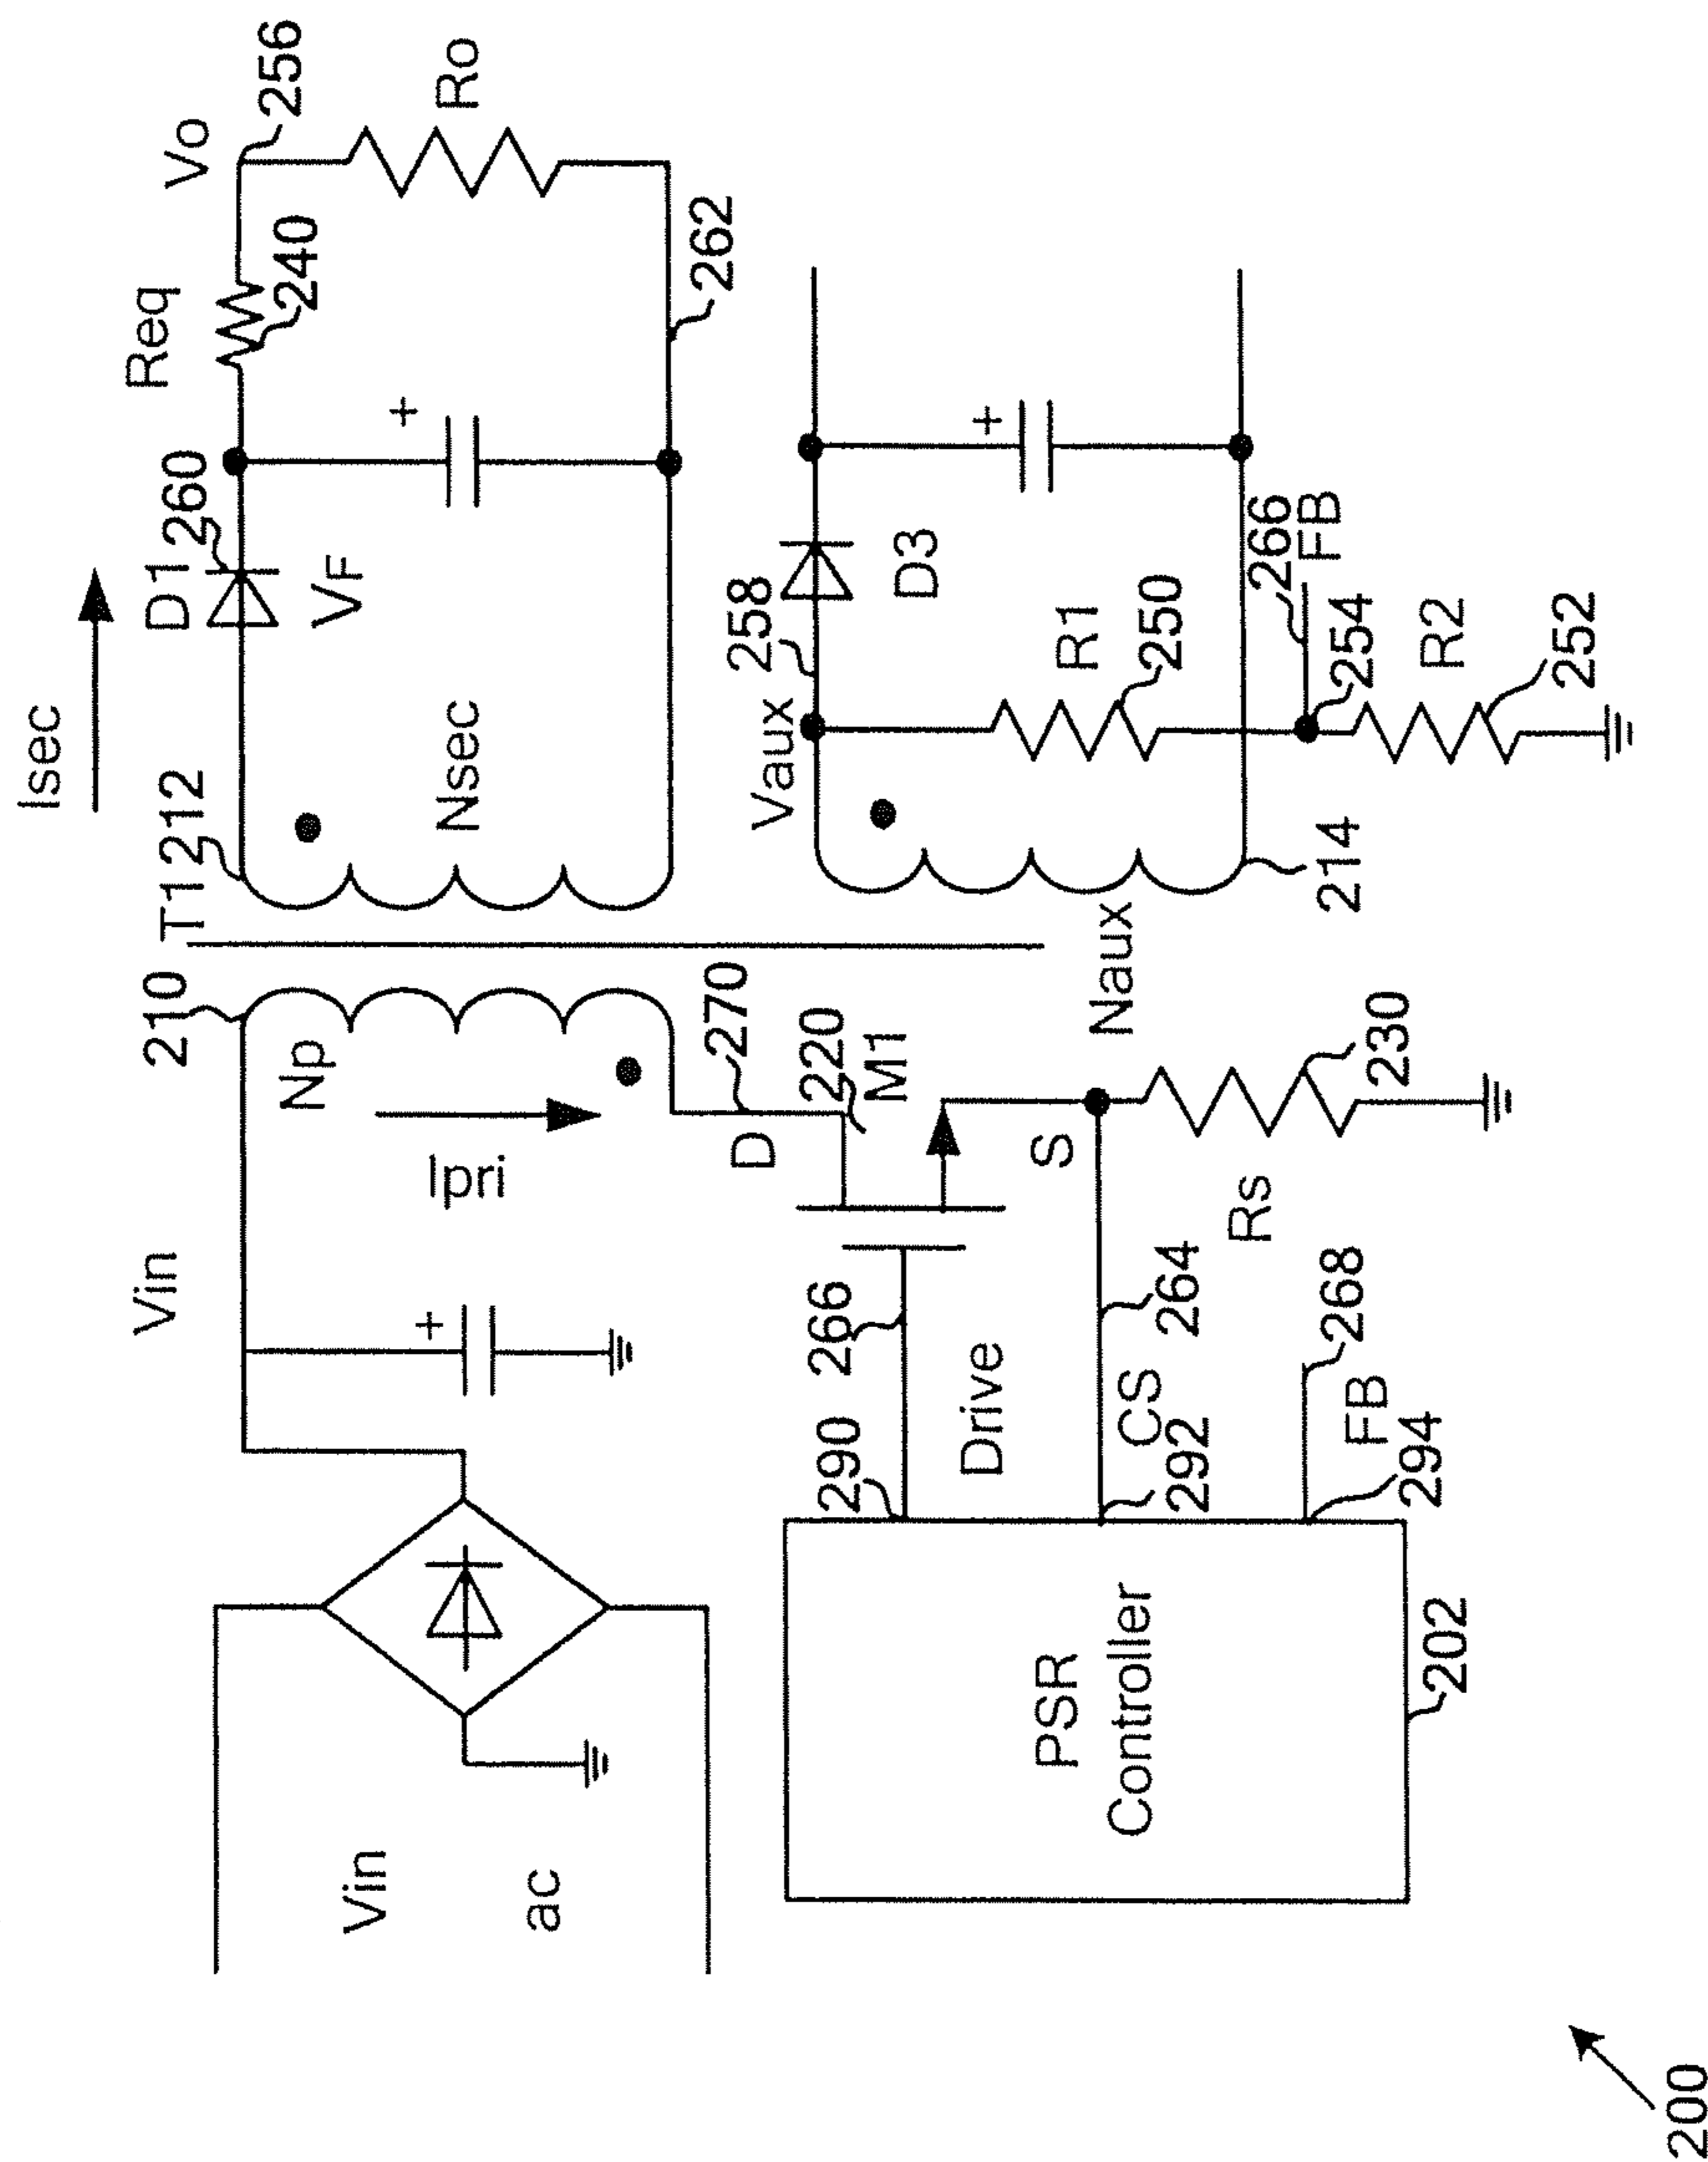 Isec
T1 212
D1 260
VF
Req
240
Vo
256
Ro
262
Nsec
210
Np
Ipri
Vin
Vin
ac
270
D
220
M1
Vaux
258
D3
R1
250
266
FB
254
R2
252
214
Naux
S
230
Rs
266
Drive
290
264
CS
292
268
FB
294
PSR
Controller
202
200